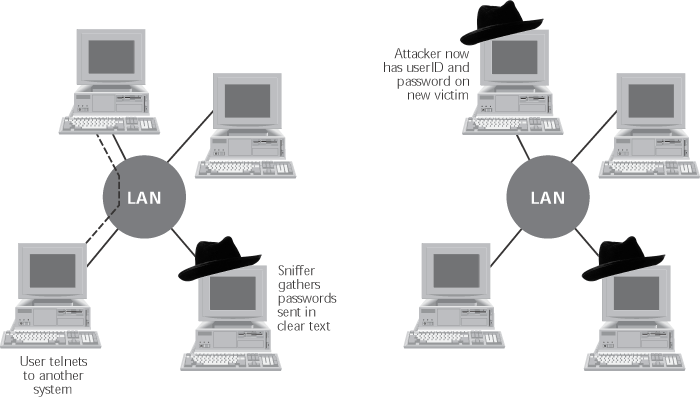 LAN
Sniffer
gathers
passwords
sent in
clear text
User telnets
to another
system
Attacker now
has userID and
password on
new victim
LAN